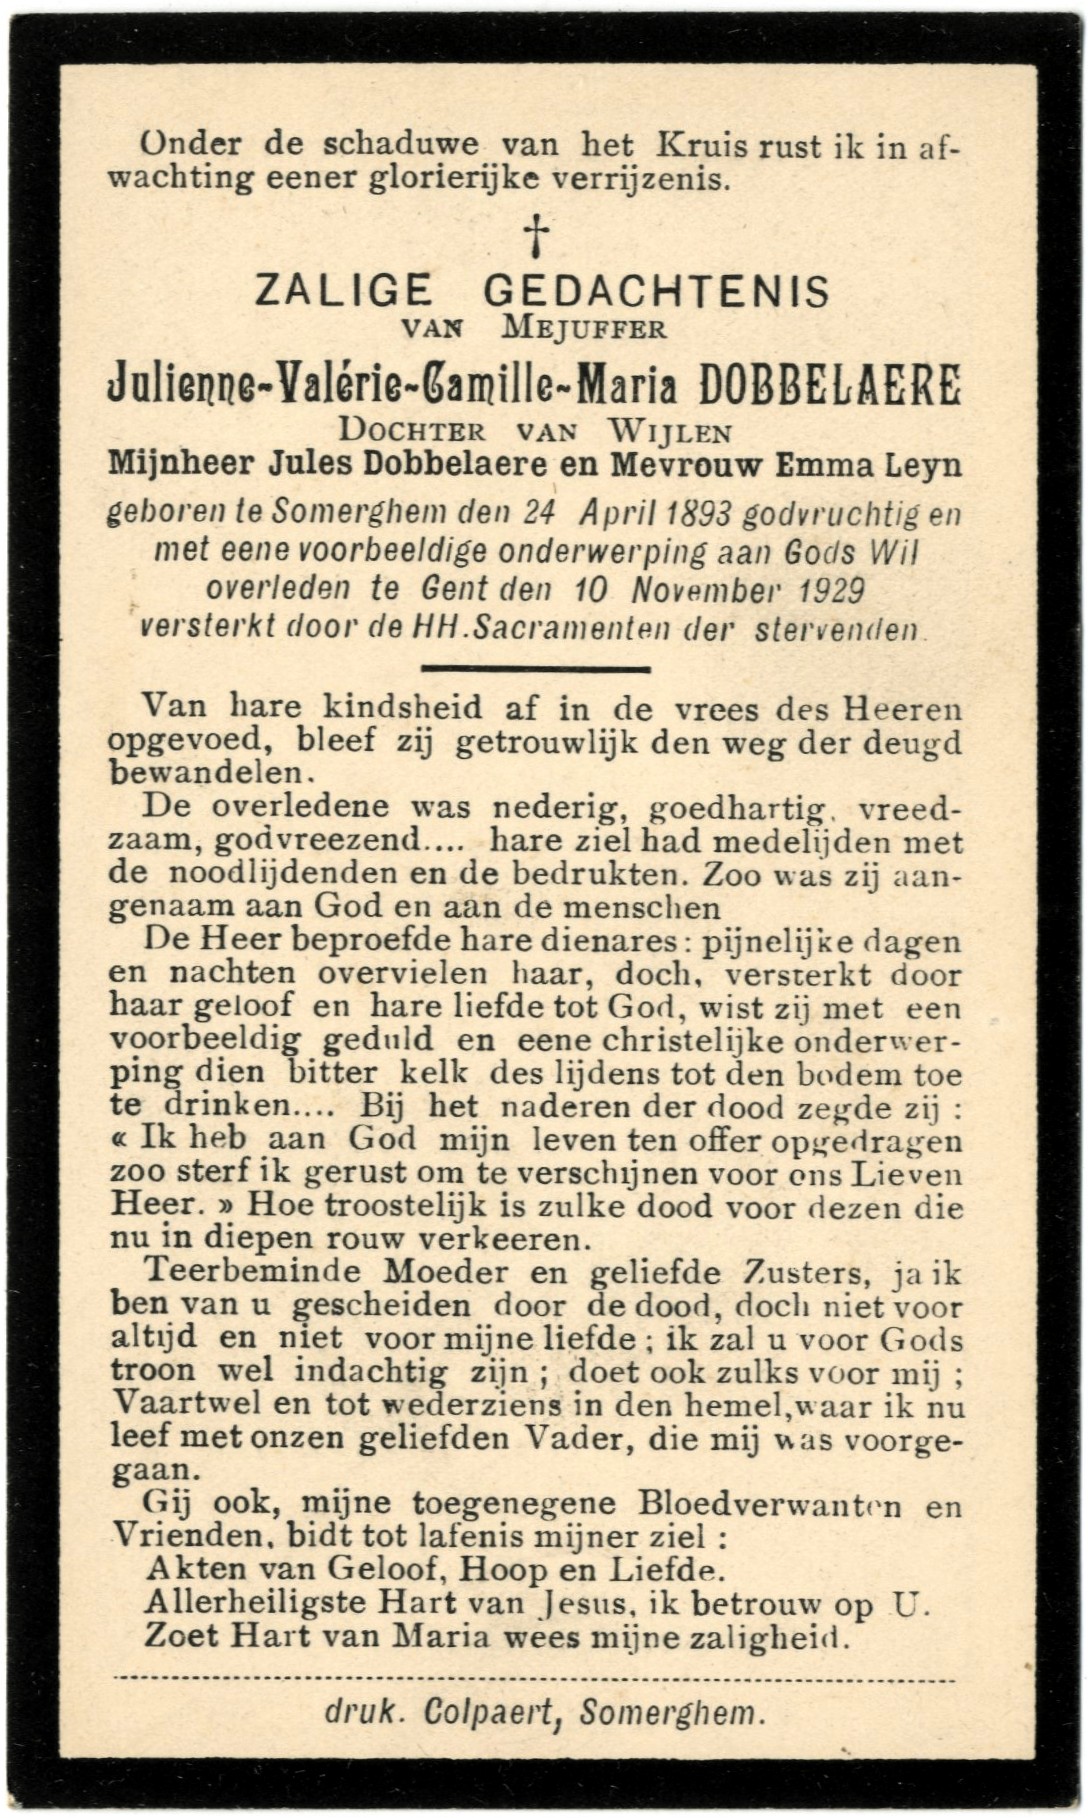 Onder de schaduwe van het Kruis rust ik in af-
wachting eener glorierijke verrijzenis.
†
ZALIGE GEDACHTENIS
VAN MEJUFFER
Julienne-Valérie-Camille-Maria DOBBELAERE
DOCHTER VAN WIJLEN
Mijnheer Jules Dobbelaere en Mevrouw Emma Leyn
geboren te Somerghem den 24 April 1893 godvruchtig en
met eene voorbeeldige onderwerping aan Gods Wil
overleden te Gent den 10 November 1929
versterkt door de HH.Sacramenten der stervenden.
Van hare kindsheid af in de vrees des Heeren
opgevoed, bleef zij getrouwlijk den weg der deugd
bewandelen.
De overledene was nederig, goedhartig, vreed-
zaam, godvreezend.... hare ziel had medelijden met
de noodlijdenden en de bedrukten. Zoo was zij aan-
genaam aan God en aan de menschen
De Heer beproefde hare dienares : pijnelijke dagen
en nachten overvielen haar, doch, versterkt door
haar geloof en hare liefde tot God, wist zij met een
voorbeeldig geduld en eene christelijke onderwer-
ping dien bitter kelk des lijdens tot den bodem toe
te drinken.... Bij het naderen der dood zegde zij :
« Ik heb aan God mijn leven ten offer opgedragen
zoo sterf ik gerust om te verschijnen voor ons Lieven
Heer. » Hoe troostelijk is zulke dood voor dezen die
nu in diepen rouw verkeeren.
Teerbeminde Moeder en geliefde Zusters, ja ik
ben van u gescheiden door de dood, doch niet voor
altijd en niet voor mijne liefde ; ik zal u voor Gods
troon wel indachtig zijn ; doet ook zulks voor mij ;
Vaartwel en tot wederziens in den hemel,waar ik nu
leef met onzen geliefden Vader, die mij was voorge-
gaan.
Gij ook, mijne toegenegene Bloedverwanten en
Vrienden, bidt tot lafenis mijner ziel :
Akten van Geloof, Hoop en Liefde.
Allerheiligste Hart van Jesus, ik betrouw op U.
Zoet Hart van Maria wees mijne zaligheid.
druk. Colpaert, Somerghem.